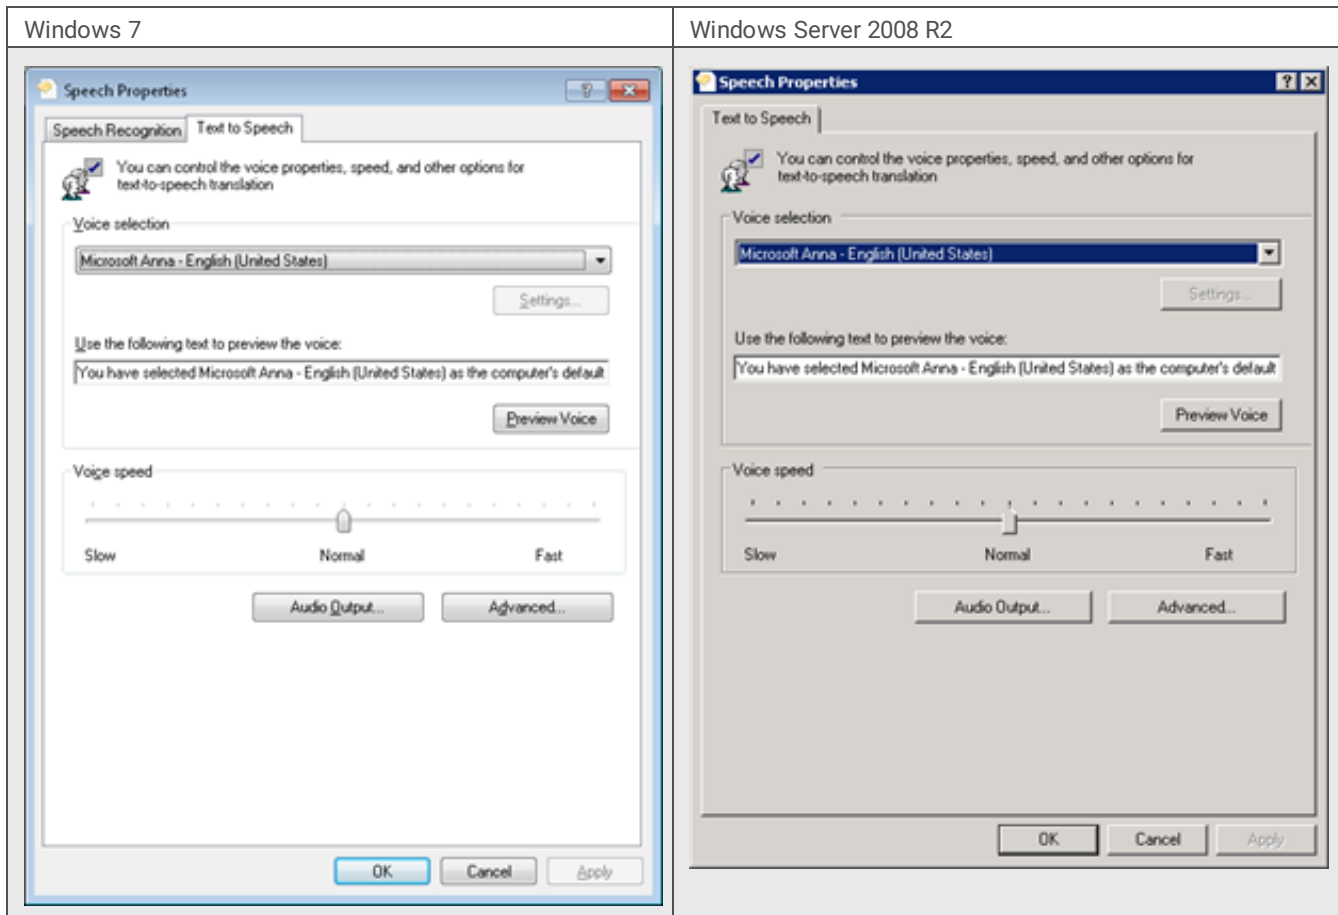 Windows 7
Speech Properties
?
Speech Recognition
Text to Speech
You can control the voice properties, speed, and other options for
text-to-speech translation
Voice selection
Microsoft Anna - English (United States)
Settings...
Use the following text to preview the voice:
You have selected Microsoft Anna - English (United States) as the computer's default
Preview Voice
Voice speed
Slow Normal Fast
Audio Output... Advanced...
OK Cancel Apply
Windows Server 2008 R2
Speech Properties
?
Text to Speech
You can control the voice properties, speed, and other options for
text-to-speech translation
Voice selection
Microsoft Anna - English (United States)
Settings...
Use the following text to preview the voice:
You have selected Microsoft Anna - English (United States) as the computer's default
Preview Voice
Voice speed
Slow Normal Fast
Audio Output... Advanced...
OK Cancel Apply